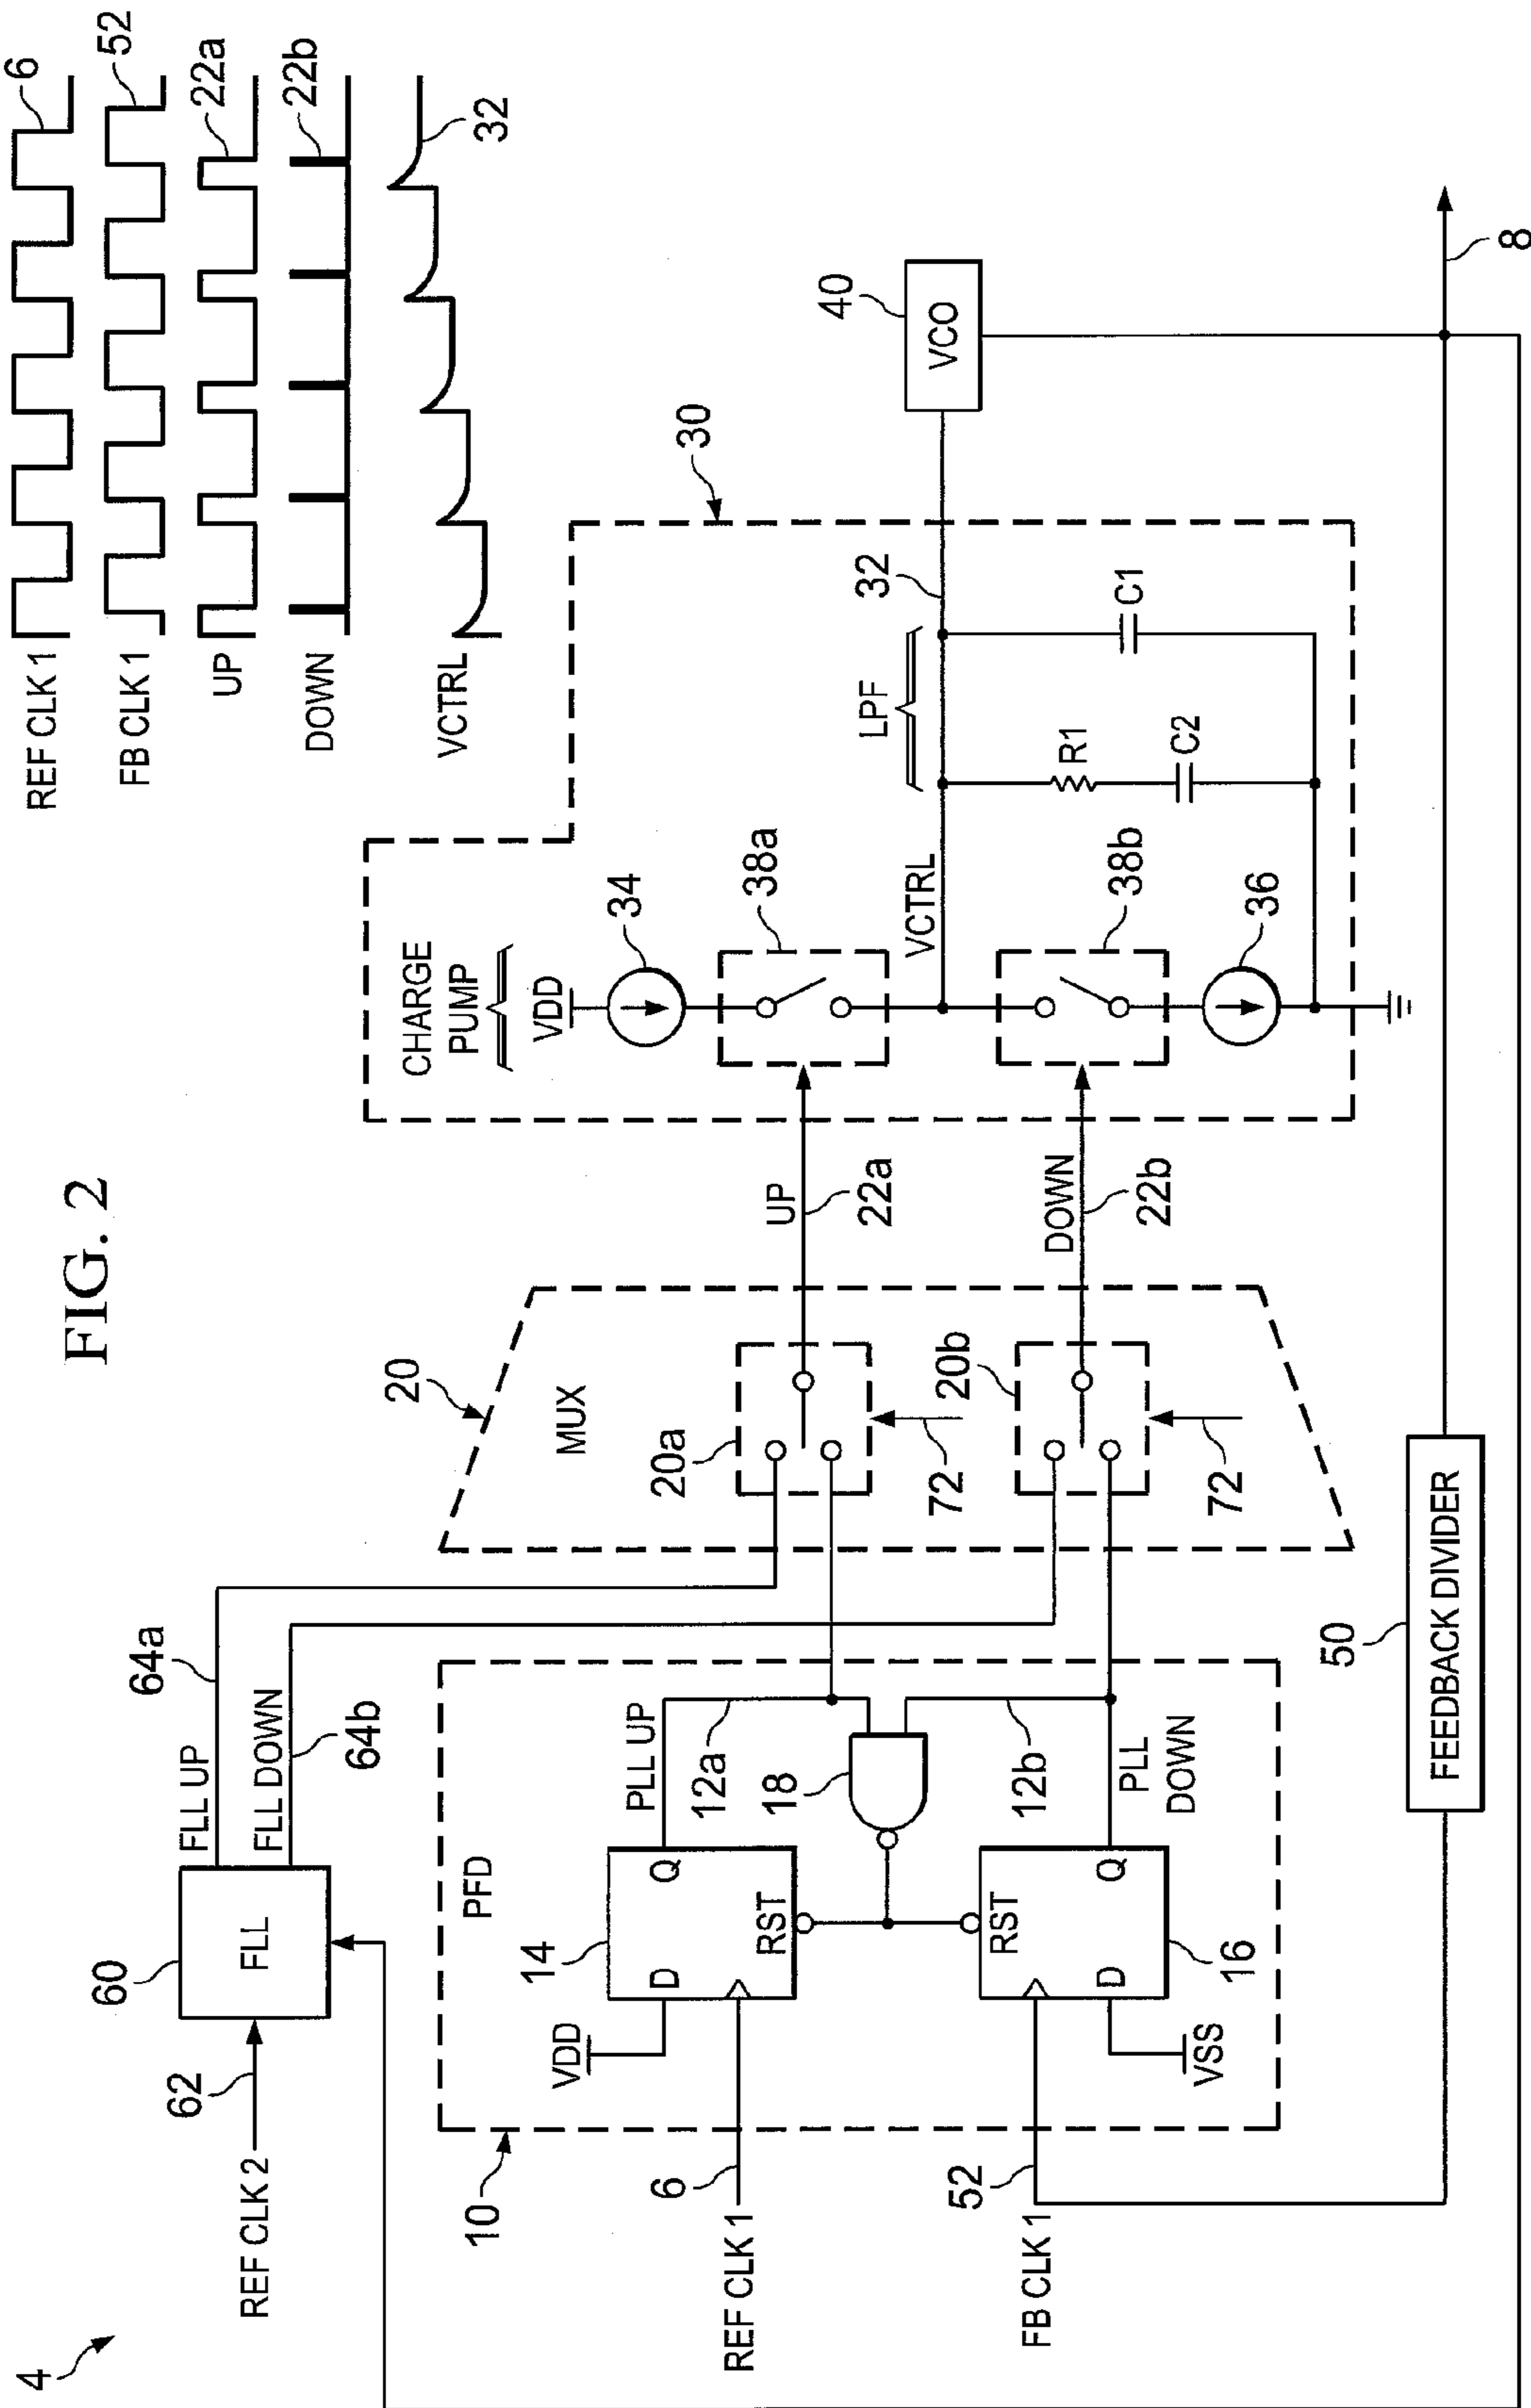 FIG. 2
4
REF CLK 1
6
FB CLK 1
52
UP
22a
DOWN
22b
VCTRL
32
REF CLK 2
62
60
FLL
FLL UP
64a
FLL DOWN
64b
10
PFD
VDD
14
D
Q
RST
PLL UP
12a
18
REF CLK 1
6
FB CLK 1
52
RST
D
Q
16
VSS
12b
PLL
DOWN
20
MUX
20a
72
20b
72
UP
22a
DOWN
22b
30
CHARGE
PUMP
VDD
34
38a
VCTRL
38b
36
LPF
32
R1
C2
C1
40
VCO
50
FEEDBACK DIVIDER
8